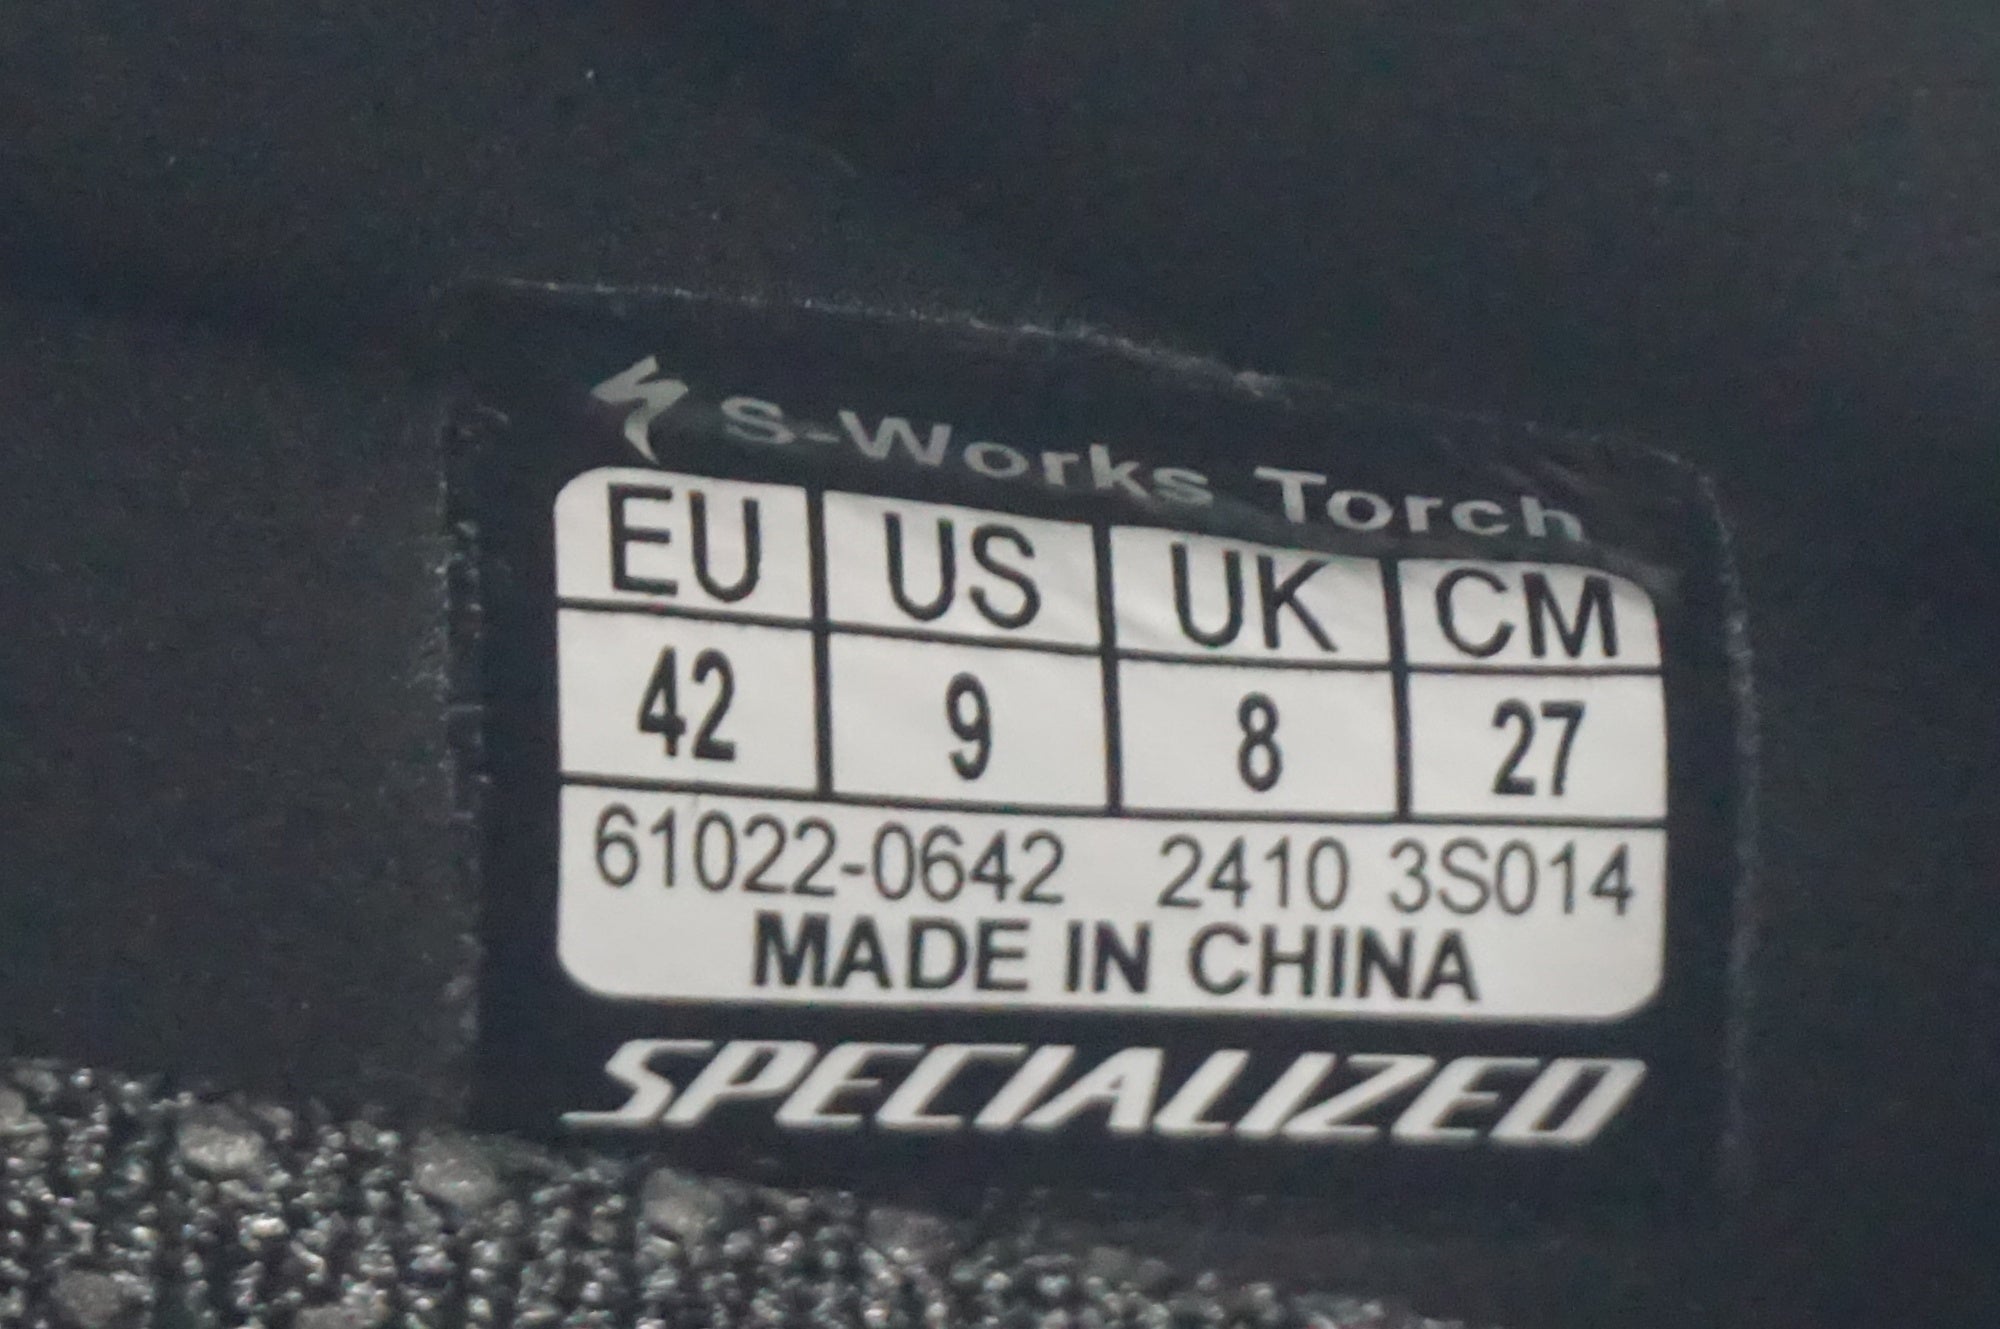 S-Works Torch
EU US UK CM
42 9 8 27
61022-0642 2410 3S014
MADE IN CHINA
SPECIALIZED